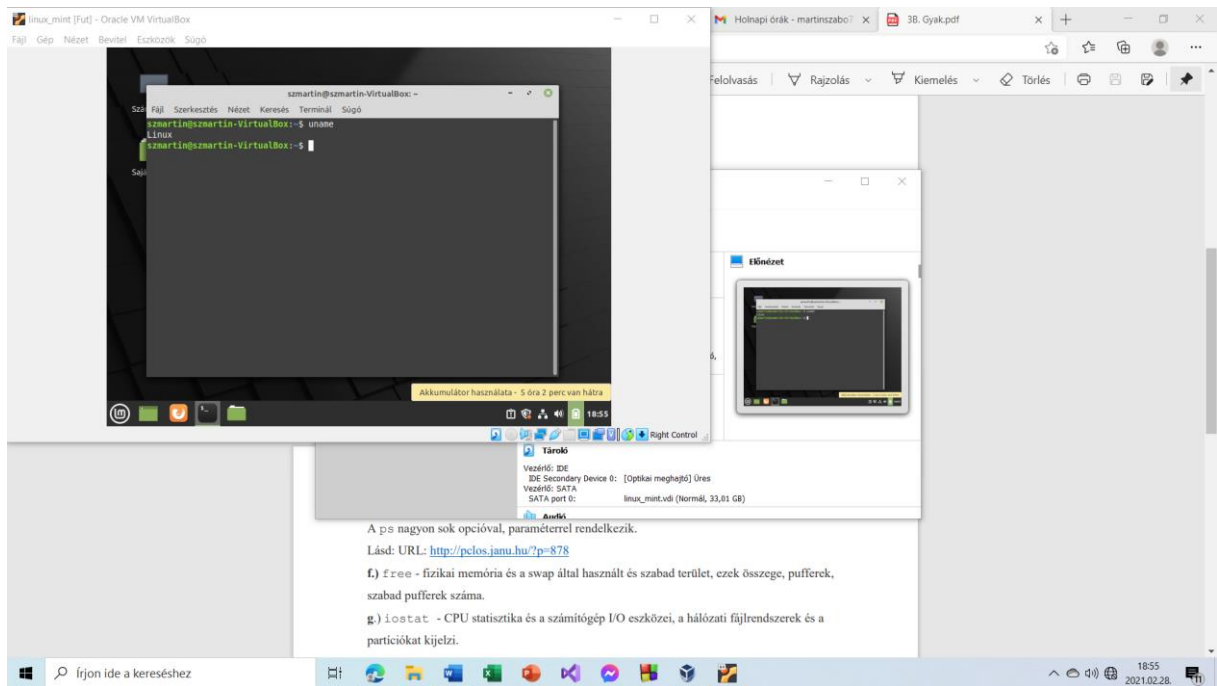 linux_mint [Fut] - Oracle VM VirtualBox
Fájl Gép Nézet Bevitel Eszközök Súgó
Holnapi órák - martinszabo7
3B. Gyak.pdf
Felolvasás
Rajzolás
Kiemelés
Törlés
szmartin@szmartin-VirtualBox: ~
Fájl Szerkesztés Nézet Keresés Terminál Súgó
szmartin@szmartin-VirtualBox:~$ uname
Linux
szmartin@szmartin-VirtualBox:~$
Akkumulátor használata - 5 óra 2 perc van hátra
18:55
Right Control
Előnézet
Tároló
Vezérlő: IDE
IDE Secondary Device 0: [Optikai meghajtó] Üres
Vezérlő: SATA
SATA port 0: linux_mint.vdi (Normál, 33,01 GB)
Audió
A ps nagyon sok opcióval, paraméterrel rendelkezik.
Lásd: URL: http://pclos.janu.hu/?p=878
f.) free - fizikai memória és a swap által használt és szabad terület, ezek összege, pufferek,
szabad pufferek száma.
g.) iostat - CPU statisztika és a számítógép I/O eszközei, a hálózati fájlrendszerek és a
partíciókat kijelzi.
Írjon ide a kereséshez
18:55
2021.02.28.